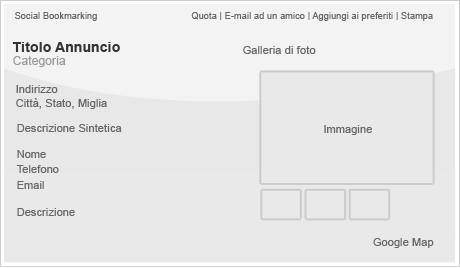 Social Bookmarking
Quota | E-mail ad un amico | Aggiungi ai preferiti | Stampa
Titolo Annuncio
Categoria
Galleria di foto
Indirizzo
Città, Stato, Miglia
Descrizione Sintetica
Immagine
Nome
Telefono
Email
Descrizione
Google Map